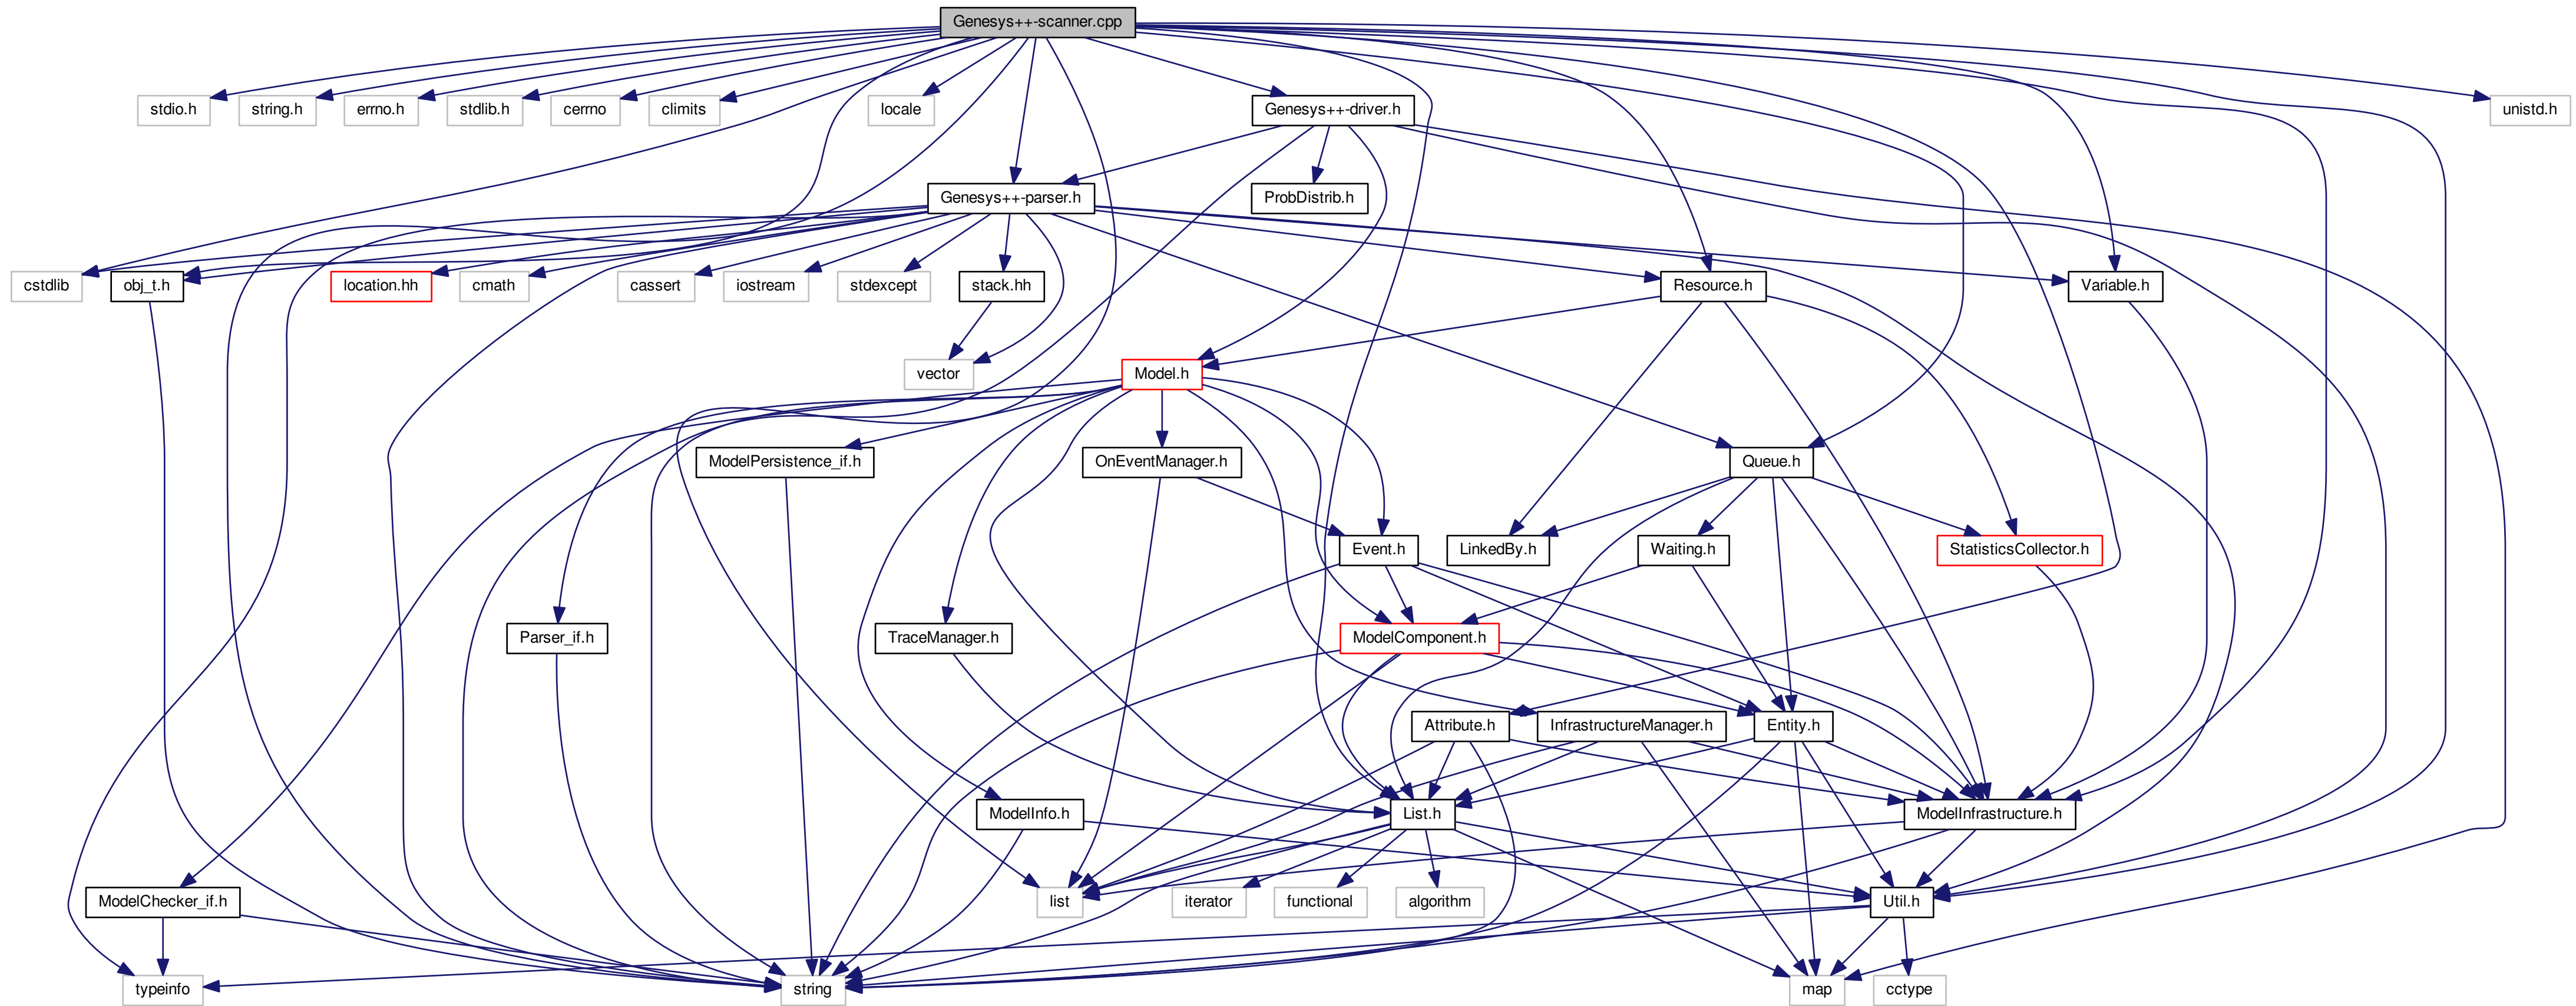 Genesys++-scanner.cpp
stdio.h
string.h
errno.h
stdlib.h
cerrno
climits
locale
Genesys++-driver.h
unistd.h
Genesys++-parser.h
ProbDistrib.h
cstdlib
obj_t.h
location.hh
cmath
cassert
iostream
stdexcept
stack.hh
Resource.h
Variable.h
vector
Model.h
ModelPersistence_if.h
OnEventManager.h
Queue.h
Event.h
LinkedBy.h
Waiting.h
StatisticsCollector.h
Parser_if.h
TraceManager.h
ModelComponent.h
Attribute.h
InfrastructureManager.h
Entity.h
ModelInfo.h
List.h
ModelInfrastructure.h
ModelChecker_if.h
list
iterator
functional
algorithm
Util.h
typeinfo
string
map
cctype